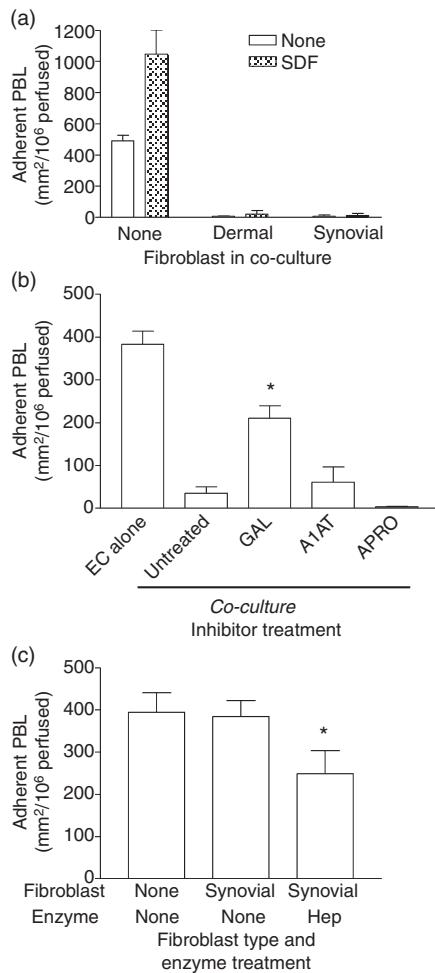 (a)
1200
1000
800
600
400
200
0
Adherent PBL
(mm²/10⁶ perfused)
None
SDF
None Dermal Synovial
Fibroblast in co-culture
(b)
500
400
300
200
100
0
Adherent PBL
(mm²/10⁶ perfused)
*
EC alone Untreated GAL A1AT APRO
Co-culture
Inhibitor treatment
(c)
500
400
300
200
100
0
Adherent PBL
(mm²/10⁶ perfused)
*
Fibroblast None Synovial Synovial
Enzyme None None Hep
Fibroblast type and
enzyme treatment